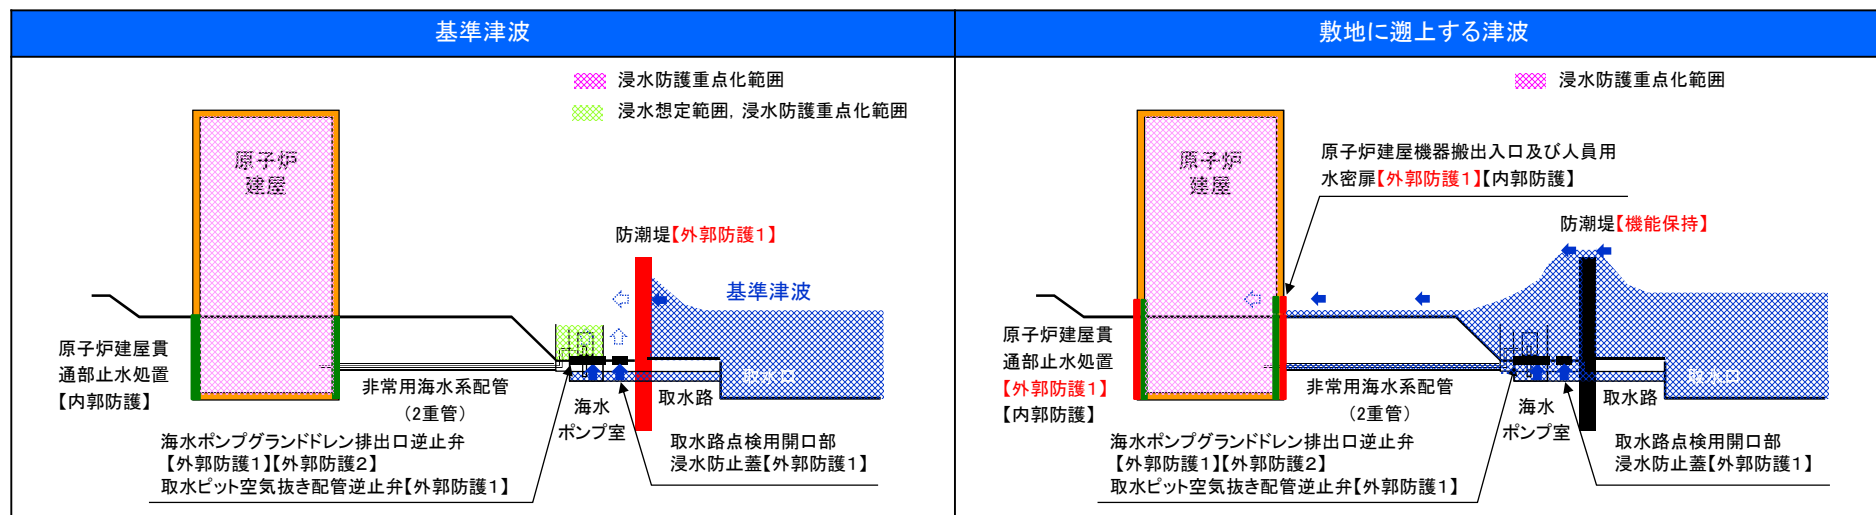 基準津波
浸水防護重点化範囲
浸水想定範囲, 浸水防護重点化範囲
原子炉
建屋
防潮堤【外郭防護1】
基準津波
原子炉建屋貫
通部止水処置
【内郭防護】
非常用海水系配管
（2重管）
海水
ポンプ室
取水路
取水口
海水ポンプグランドドレン排出口逆止弁
【外郭防護1】【外郭防護2】
取水ピット空気抜き配管逆止弁【外郭防護1】
取水路点検用開口部
浸水防止蓋【外郭防護1】
敷地に遡上する津波
浸水防護重点化範囲
原子炉
建屋
原子炉建屋機器搬出入口及び人員用
水密扉【外郭防護1】【内郭防護】
防潮堤【機能保持】
原子炉建屋貫
通部止水処置
【外郭防護1】
【内郭防護】
非常用海水系配管
（2重管）
海水
ポンプ室
取水路
取水口
海水ポンプグランドドレン排出口逆止弁
【外郭防護1】【外郭防護2】
取水ピット空気抜き配管逆止弁【外郭防護1】
取水路点検用開口部
浸水防止蓋【外郭防護1】